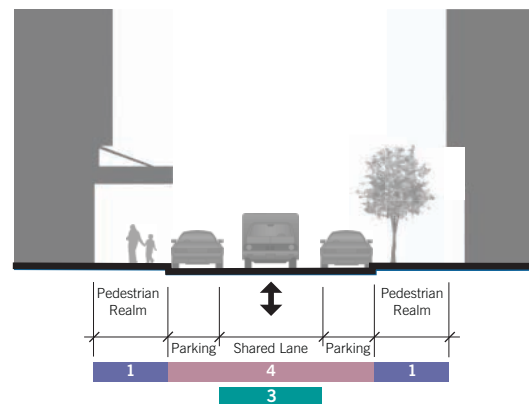 Pedestrian Realm
Pedestrian Realm
Parking
Shared Lane
Parking
1
4
1
3